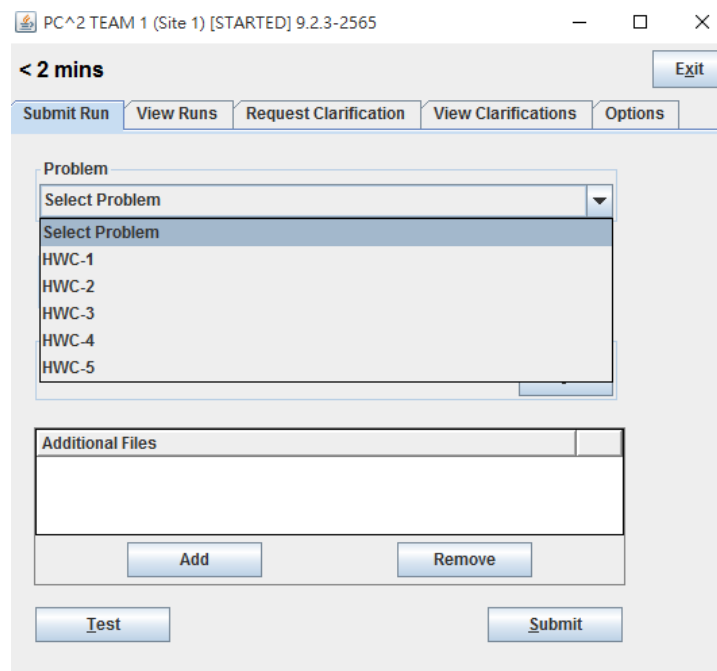 PC^2 TEAM 1 (Site 1) [STARTED] 9.2.3-2565
< 2 mins
Exit
Submit Run View Runs Request Clarification View Clarifications Options
Problem
Select Problem
Select Problem
HWC-1
HWC-2
HWC-3
HWC-4
HWC-5
Additional Files
Add Remove
Test Submit